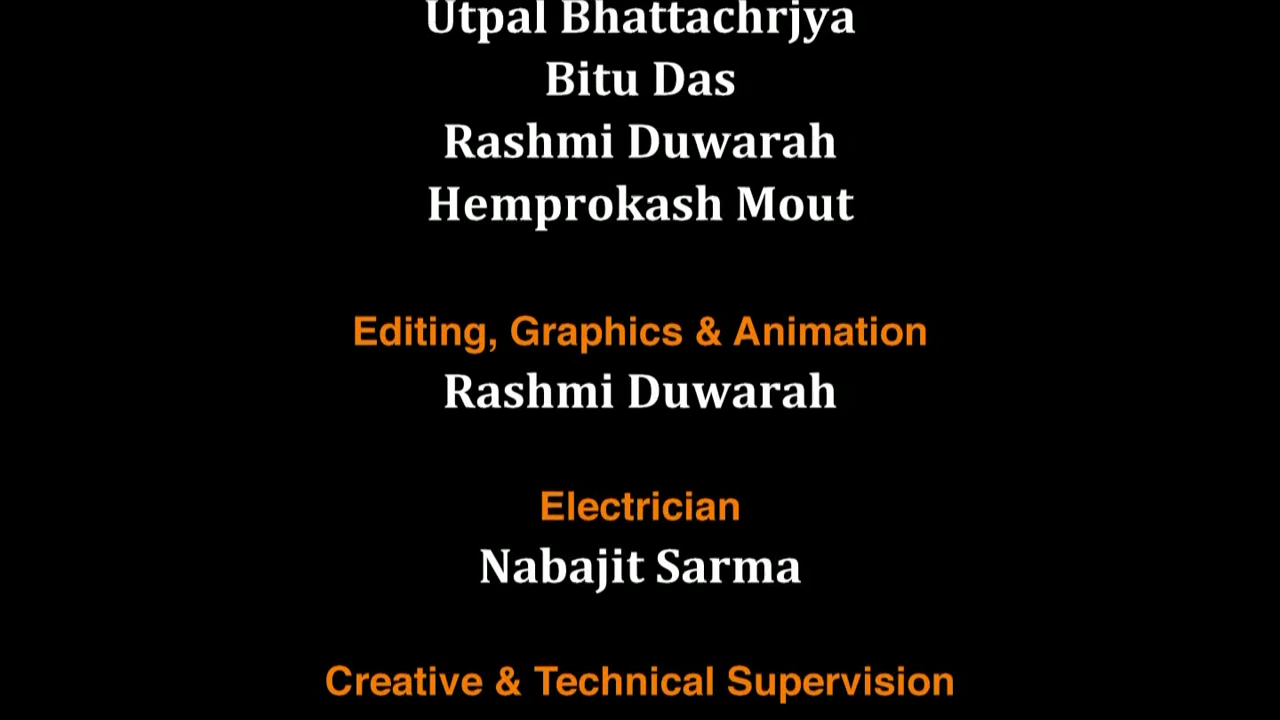 Utpal Bhattachrjya
Bitu Das
Rashmi Duwarah
Hemprokash Mout
Editing, Graphics & Animation
Rashmi Duwarah
Electrician
Nabajit Sarma
Creative & Technical Supervision